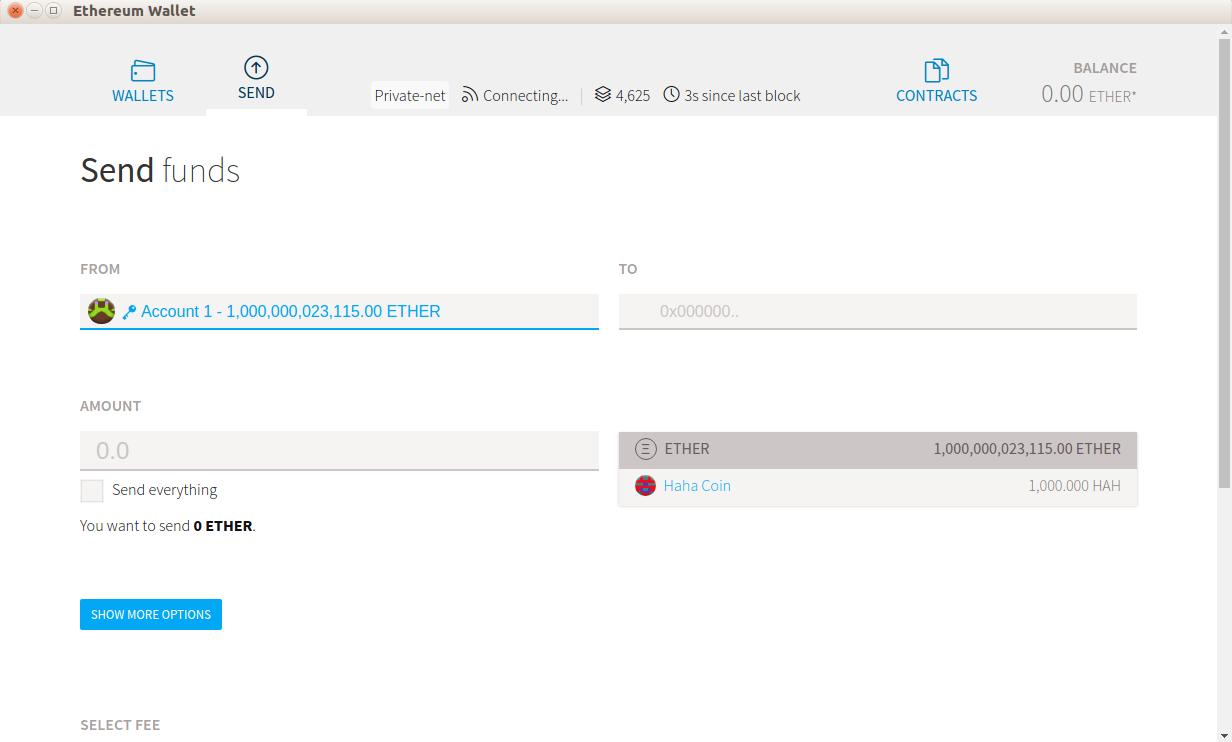 Ethereum Wallet
WALLETS
SEND
Private-net
Connecting...
4,625
3s since last block
CONTRACTS
BALANCE
0.00 ETHER*
Send funds
FROM
TO
Account 1 - 1,000,000,023,115.00 ETHER
0x000000..
AMOUNT
0.0
ETHER 1,000,000,023,115.00 ETHER
Haha Coin 1,000.000 HAH
Send everything
You want to send 0 ETHER.
SHOW MORE OPTIONS
SELECT FEE